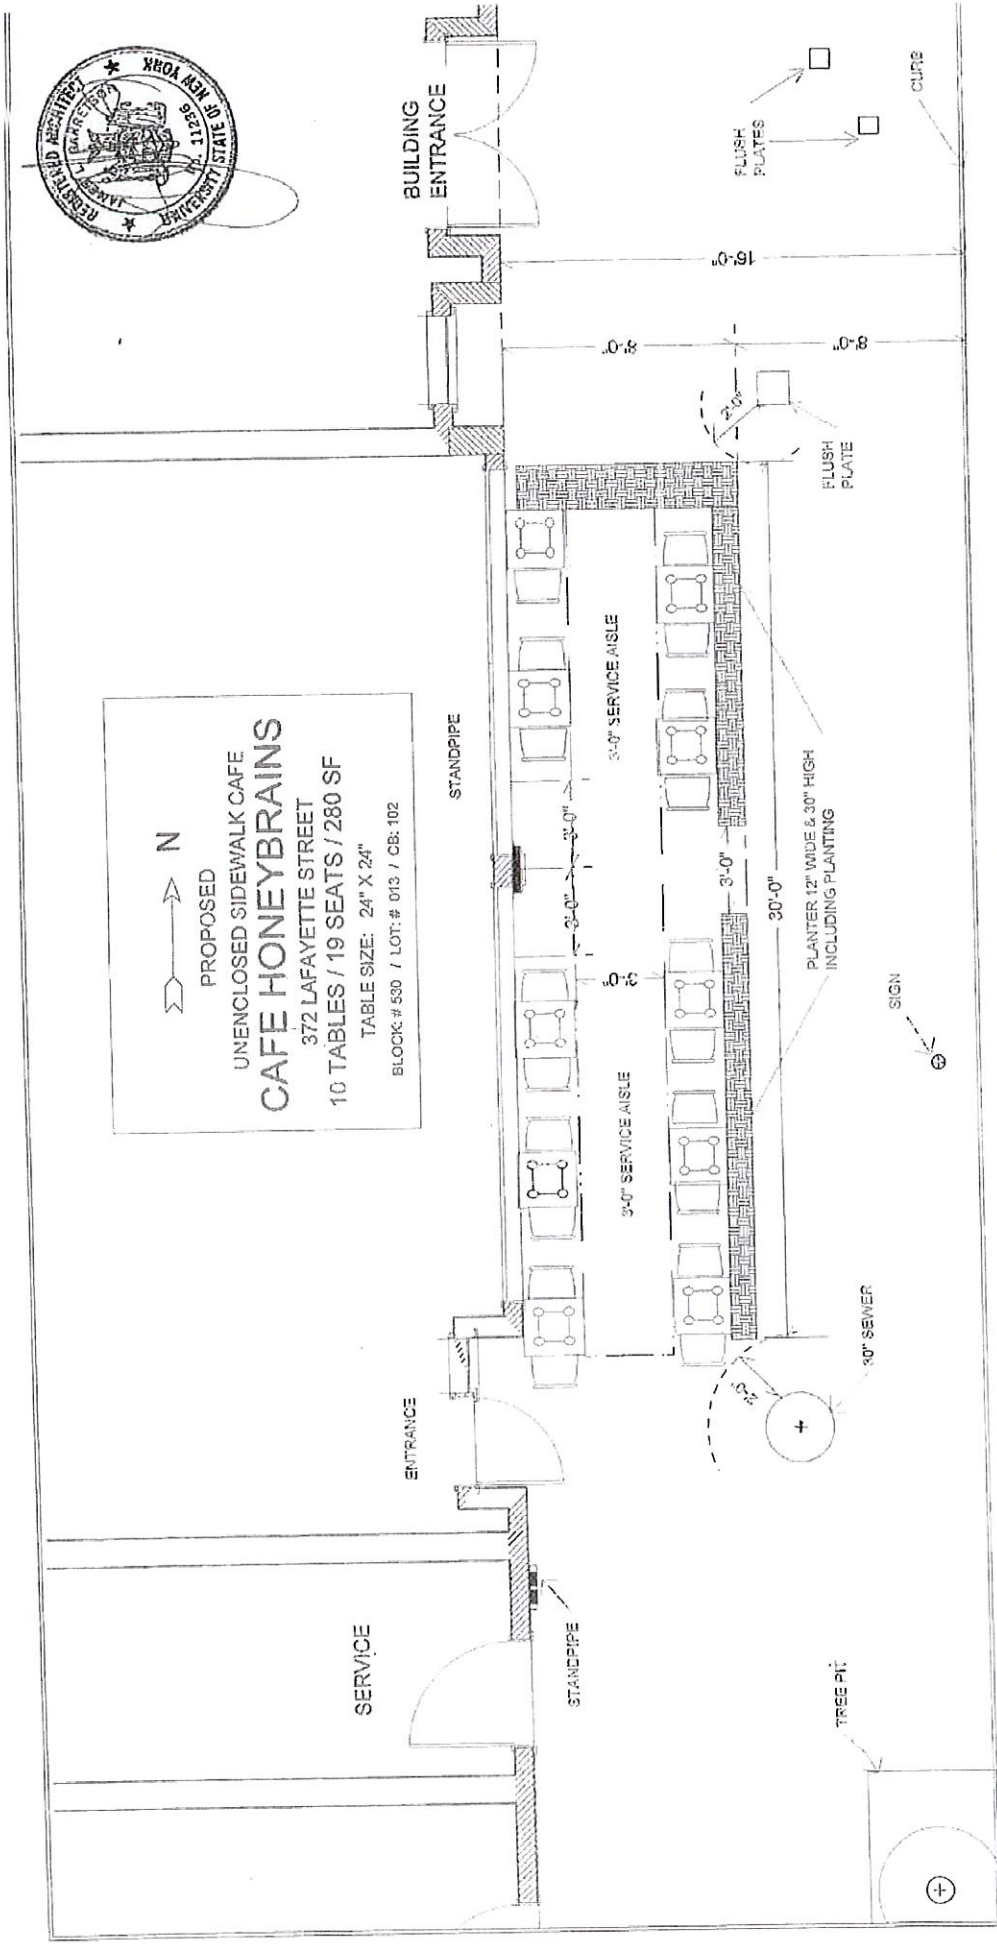 N
PROPOSED
UNENCLOSED SIDEWALK CAFE
CAFE HONEYBRAINS
372 LAFAYETTE STREET
10 TABLES / 19 SEATS / 280 SF
TABLE SIZE: 24" X 24"
BLOCK: # 530 / LOT: # 013 / CB: 102
REGISTERED ARCHITECT
JAMES L. GARRETSON
UNIVERSITY STATE OF NEW YORK
11236
BUILDING
ENTRANCE
SERVICE
ENTRANCE
STANDPIPE
STANDPIPE
3'-0" SERVICE AISLE
3'-0" SERVICE AISLE
3'-0"
3'-0"
3'-0"
3'-0"
30'-0"
8'-0"
8'-0"
16'-0"
2'-0"
2'-0"
FLUSH
PLATES
FLUSH
PLATE
CURB
PLANTER 12" WIDE & 30" HIGH
INCLUDING PLANTING
SIGN
30" SEWER
TREE PIT